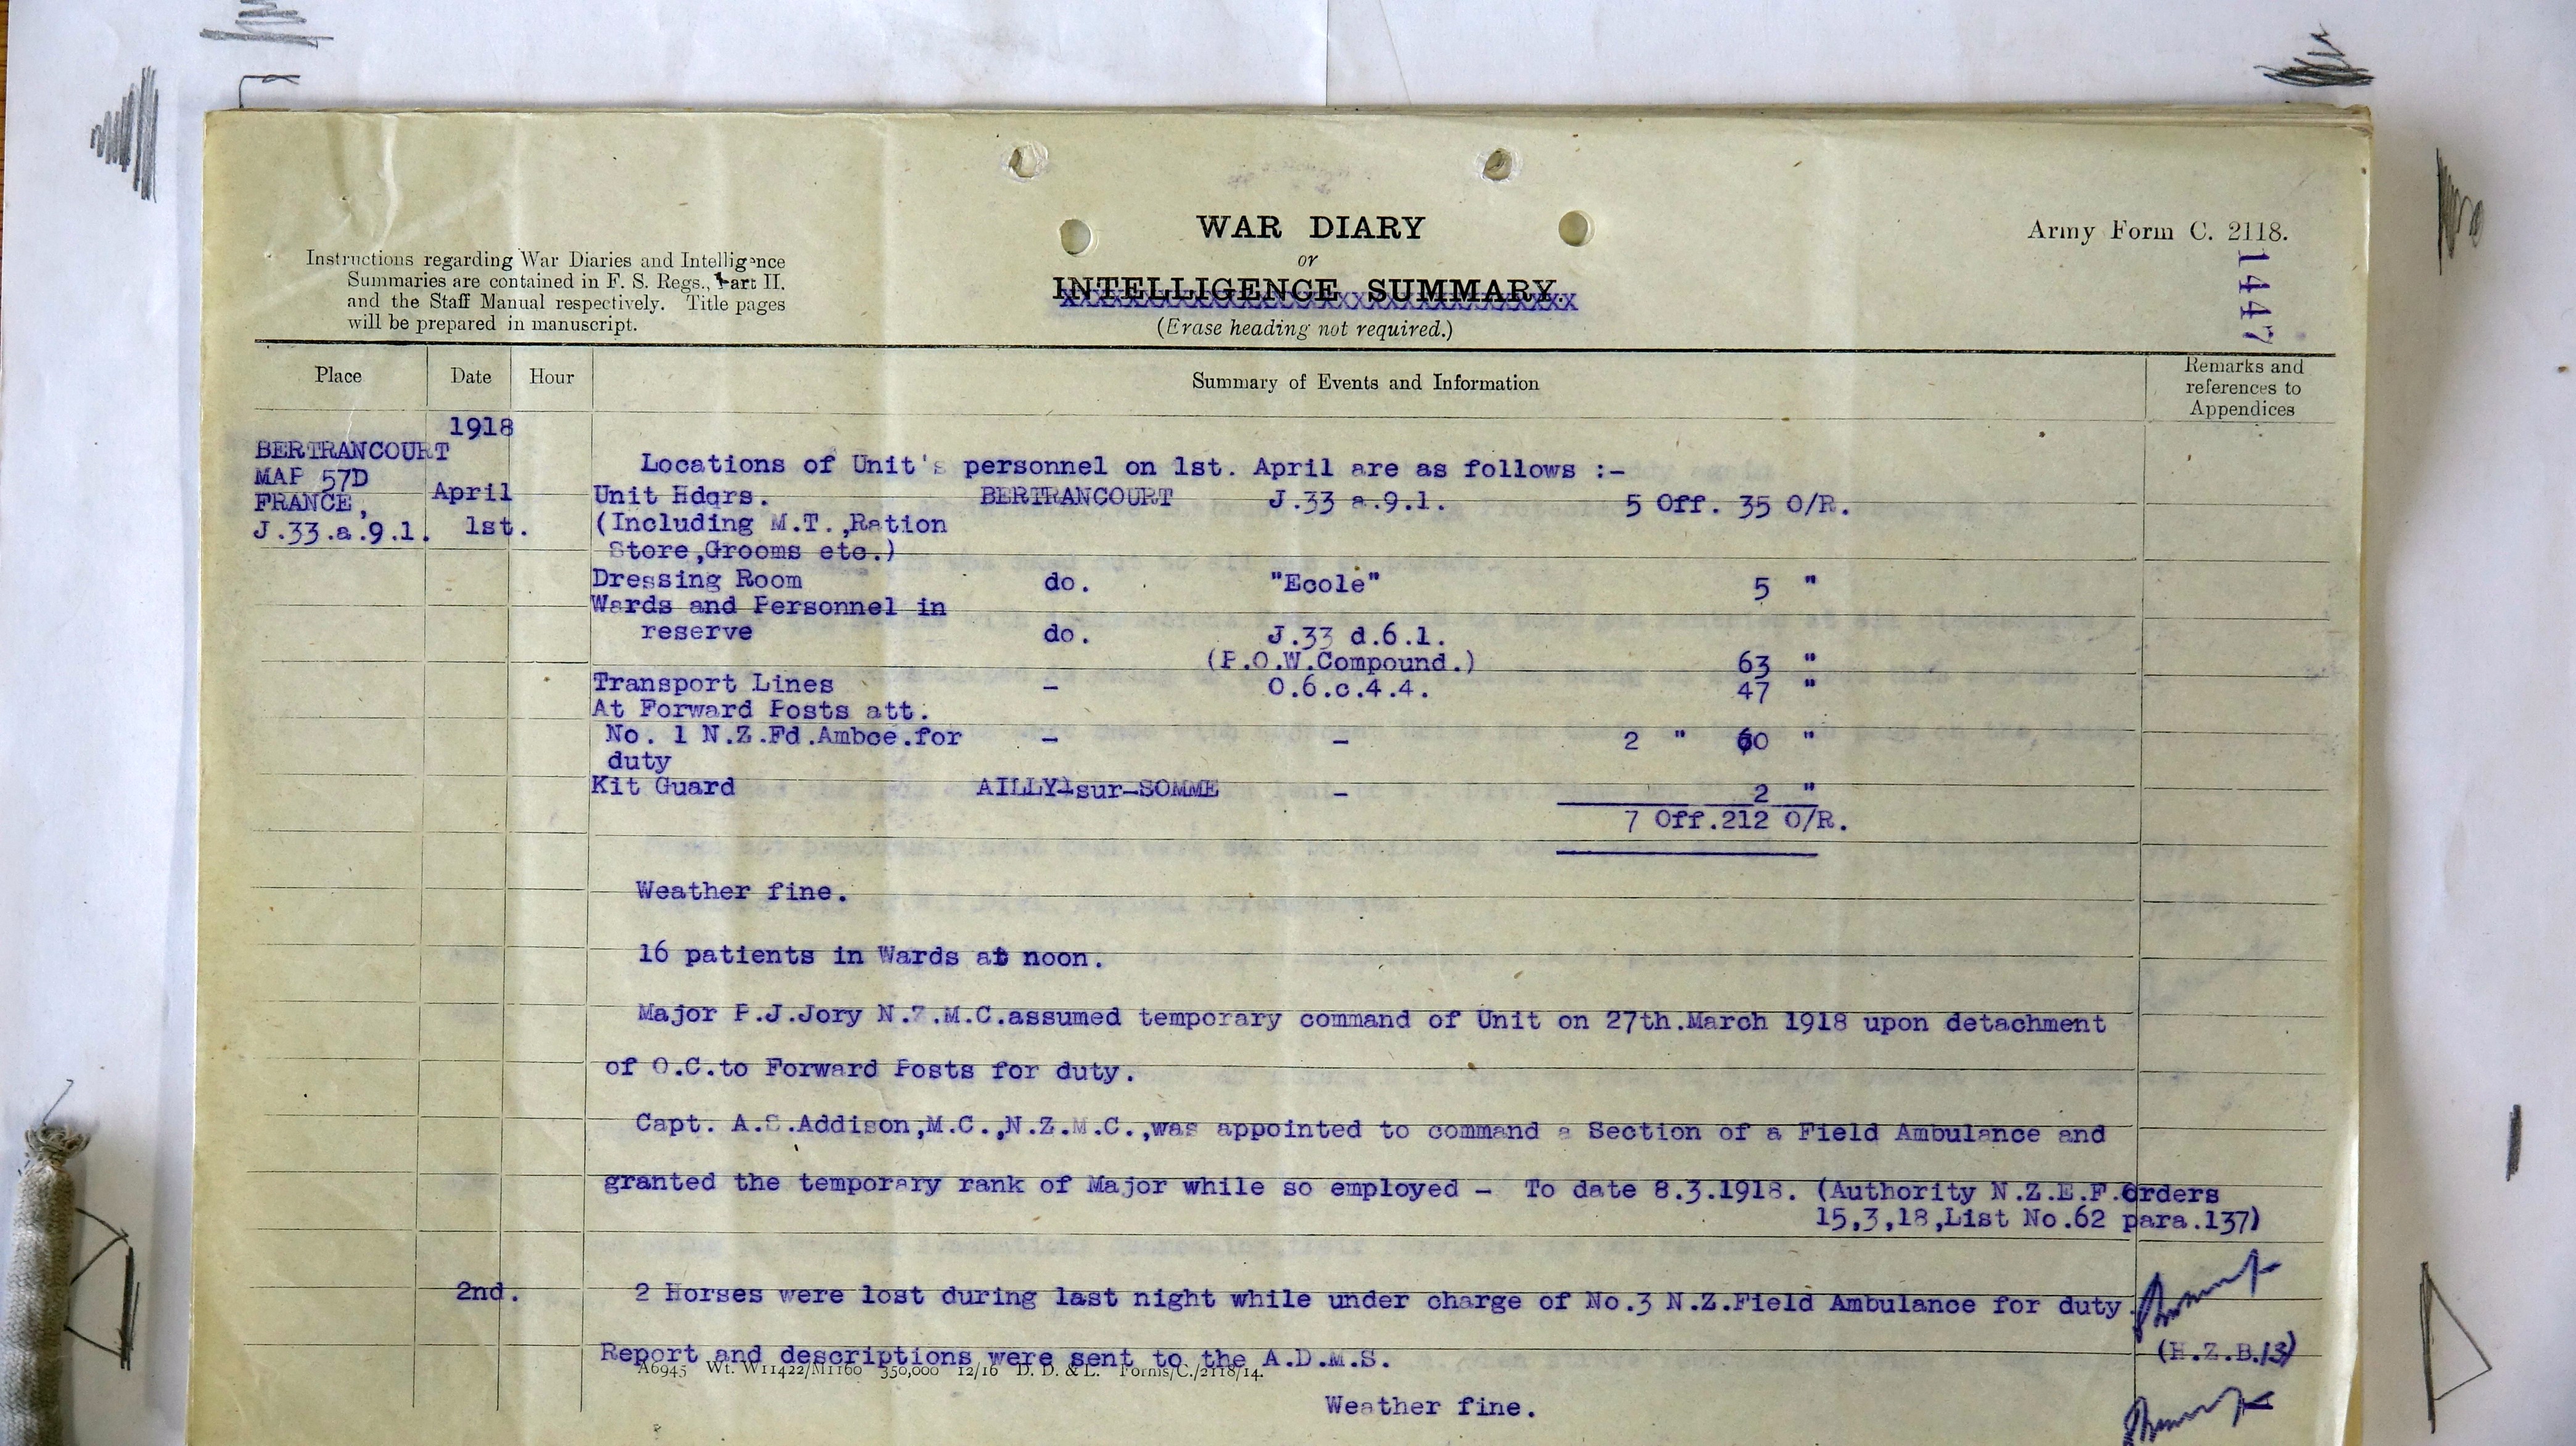 WAR DIARY
or
INTELLIGENCE SUMMARY.
(Erase heading not required.)
Army Form C. 2118.
1447
Instructions regarding War Diaries and Intelligence
Summaries are contained in F. S. Regs., Part II.
and the Staff Manual respectively. Title pages
will be prepared in manuscript.
Place Date Hour Summary of Events and Information Remarks and
references to
Appendices
1918
BERTRANCOURT
MAP 57D
FRANCE, April
J.33.a.9.1. 1st.
Locations of Unit's personnel on 1st. April are as follows :-
Unit Hdqrs. BERTRANCOURT J.33 a.9.1. 5 Off. 35 O/R.
(Including M.T.,Ration
Store,Grooms etc.)
Dressing Room do. "Ecole" 5 "
Wards and Personnel in
reserve do. J.33 d.6.1.
(P.O.W.Compound.) 63 "
Transport Lines - O.6.c.4.4. 47 "
At Forward Posts att.
No. 1 N.Z.Fd.Ambce.for - - 2 " 60 "
duty
Kit Guard AILLY-sur-SOMME - 2 "
7 Off.212 O/R.
Weather fine.
16 patients in Wards at noon.
Major P.J.Jory N.Z.M.C.assumed temporary command of Unit on 27th.March 1918 upon detachment
of O.C.to Forward Posts for duty.
Capt. A.S.Addison,M.C.,N.Z.M.C.,was appointed to command a Section of a Field Ambulance and
granted the temporary rank of Major while so employed - To date 8.3.1918. (Authority N.Z.E.F.Orders
15,3,18,List No.62 para.137)
2nd. 2 Horses were lost during last night while under charge of No.3 N.Z.Field Ambulance for duty.
Report and descriptions were sent to the A.D.M.S. (H.Z.B.13)
A6945 Wt. W11422/M1160 350,000 12/16 D. D. & L. Forms/C./2118/14.
Weather fine.